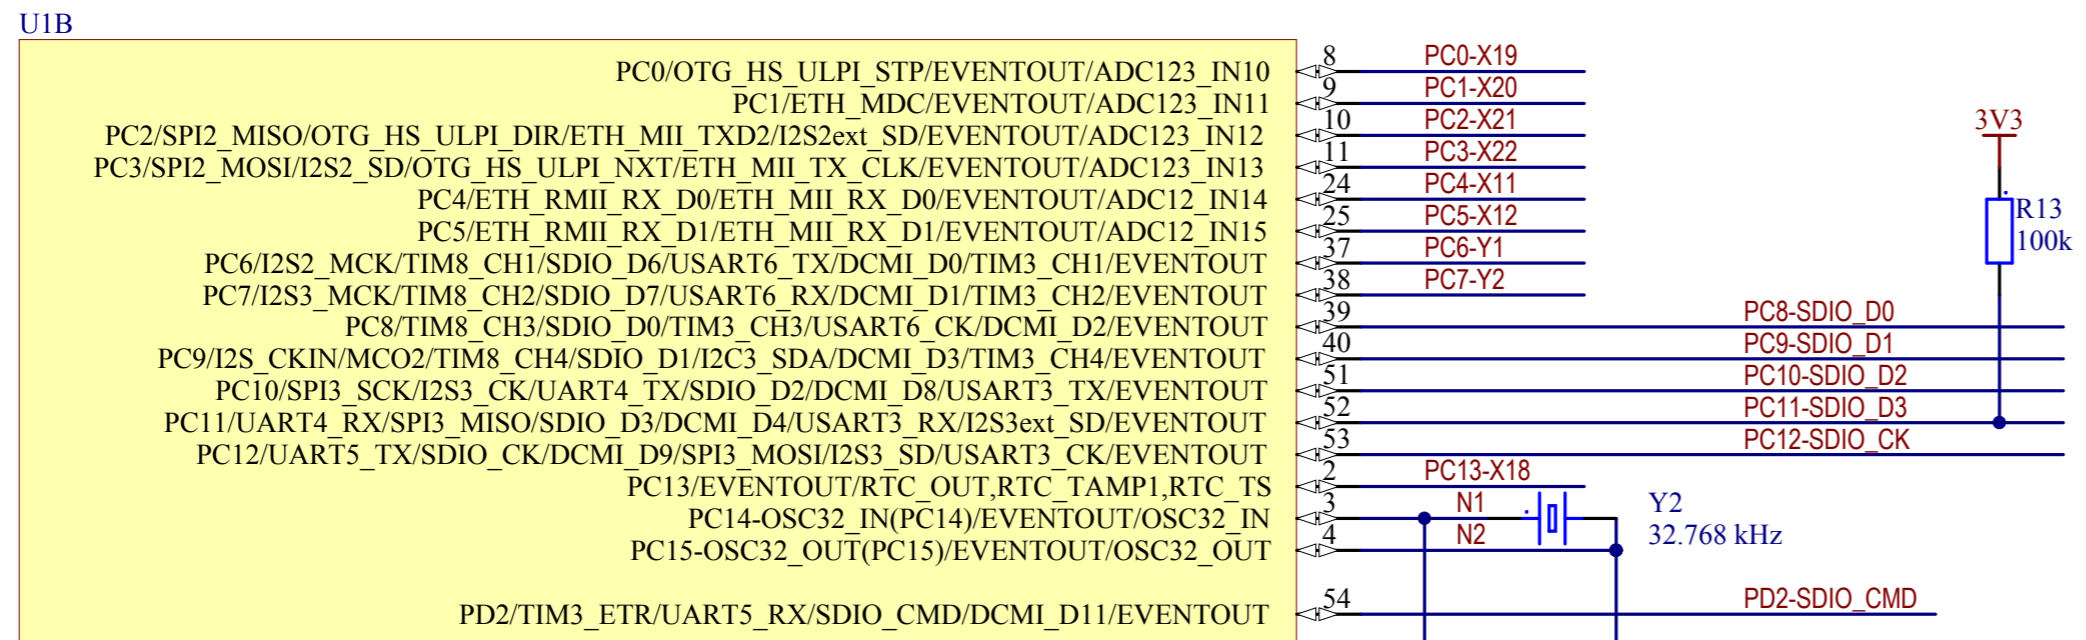 U1B
PC0/OTG_HS_ULPI_STP/EVENTOUT/ADC123_IN10 8 PC0-X19
PC1/ETH_MDC/EVENTOUT/ADC123_IN11 9 PC1-X20
PC2/SPI2_MISO/OTG_HS_ULPI_DIR/ETH_MII_TXD2/I2S2ext_SD/EVENTOUT/ADC123_IN12 10 PC2-X21
3V3
PC3/SPI2_MOSI/I2S2_SD/OTG_HS_ULPI_NXT/ETH_MII_TX_CLK/EVENTOUT/ADC123_IN13 11 PC3-X22
PC4/ETH_RMII_RX_D0/ETH_MII_RX_D0/EVENTOUT/ADC12_IN14 24 PC4-X11
PC5/ETH_RMII_RX_D1/ETH_MII_RX_D1/EVENTOUT/ADC12_IN15 25 PC5-X12
R13
100k
PC6/I2S2_MCK/TIM8_CH1/SDIO_D6/USART6_TX/DCMI_D0/TIM3_CH1/EVENTOUT 37 PC6-Y1
PC7/I2S3_MCK/TIM8_CH2/SDIO_D7/USART6_RX/DCMI_D1/TIM3_CH2/EVENTOUT 38 PC7-Y2
PC8/TIM8_CH3/SDIO_D0/TIM3_CH3/USART6_CK/DCMI_D2/EVENTOUT 39 PC8-SDIO_D0
PC9/I2S_CKIN/MCO2/TIM8_CH4/SDIO_D1/I2C3_SDA/DCMI_D3/TIM3_CH4/EVENTOUT 40 PC9-SDIO_D1
PC10/SPI3_SCK/I2S3_CK/UART4_TX/SDIO_D2/DCMI_D8/USART3_TX/EVENTOUT 51 PC10-SDIO_D2
PC11/UART4_RX/SPI3_MISO/SDIO_D3/DCMI_D4/USART3_RX/I2S3ext_SD/EVENTOUT 52 PC11-SDIO_D3
PC12/UART5_TX/SDIO_CK/DCMI_D9/SPI3_MOSI/I2S3_SD/USART3_CK/EVENTOUT 53 PC12-SDIO_CK
PC13/EVENTOUT/RTC_OUT,RTC_TAMP1,RTC_TS 2 PC13-X18
PC14-OSC32_IN(PC14)/EVENTOUT/OSC32_IN 3 N1 Y2
PC15-OSC32_OUT(PC15)/EVENTOUT/OSC32_OUT 4 N2 32.768 kHz
PD2/TIM3_ETR/UART5_RX/SDIO_CMD/DCMI_D11/EVENTOUT 54 PD2-SDIO_CMD